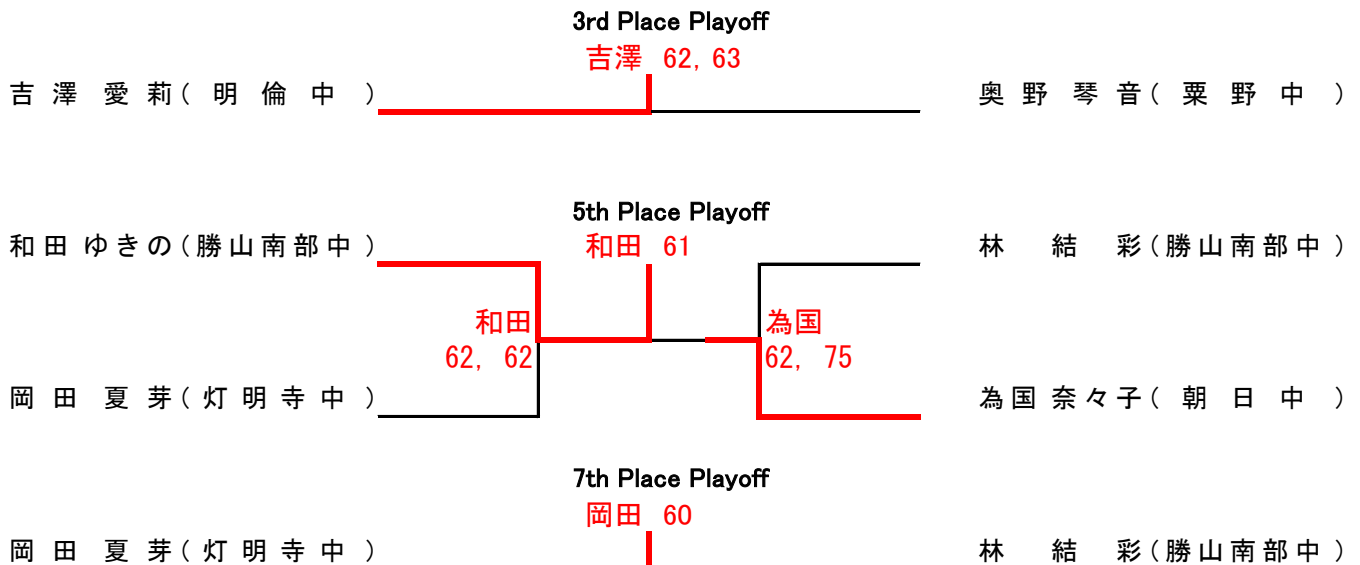 3rd Place Playoff
吉澤 62, 63
吉澤 愛莉(明倫中)
奥野琴音(粟野中)
5th Place Playoff
和田 61
和田 ゆきの(勝山南部中)
林 結 彩(勝山南部中)
和田
62, 62
為国
62, 75
岡田 夏芽(灯明寺中)
為国 奈々子(朝日中)
7th Place Playoff
岡田 60
岡田 夏芽(灯明寺中)
林 結 彩(勝山南部中)